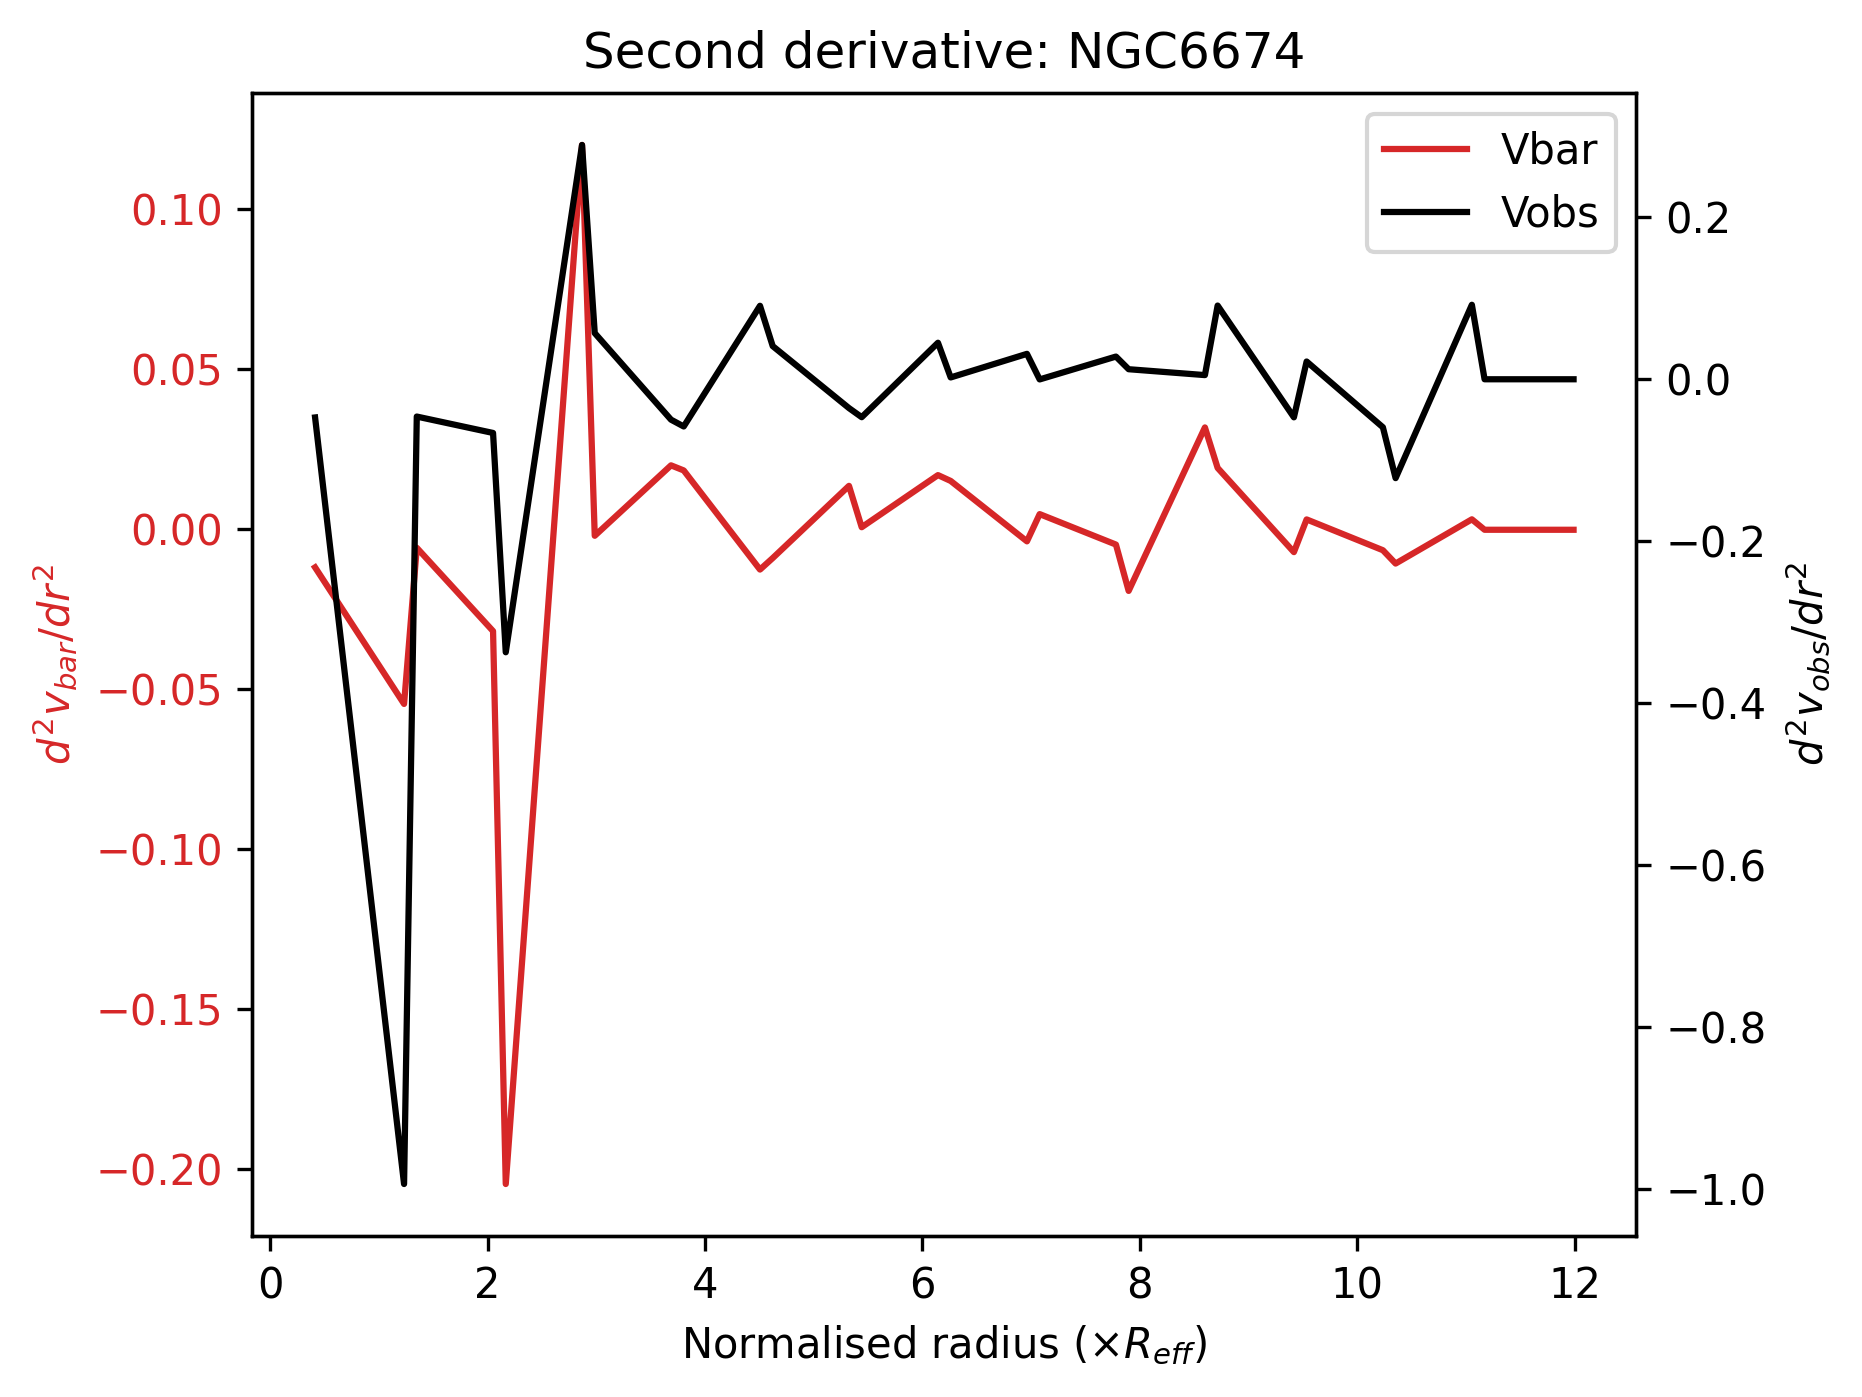 Second derivative: NGC6674
Vbar
Vobs
0.10
0.05
0.00
−0.05
−0.10
−0.15
−0.20
d²v_bar/dr²
0.2
0.0
−0.2
−0.4
−0.6
−0.8
−1.0
d²v_obs/dr²
0 2 4 6 8 10 12
Normalised radius (×R_eff)